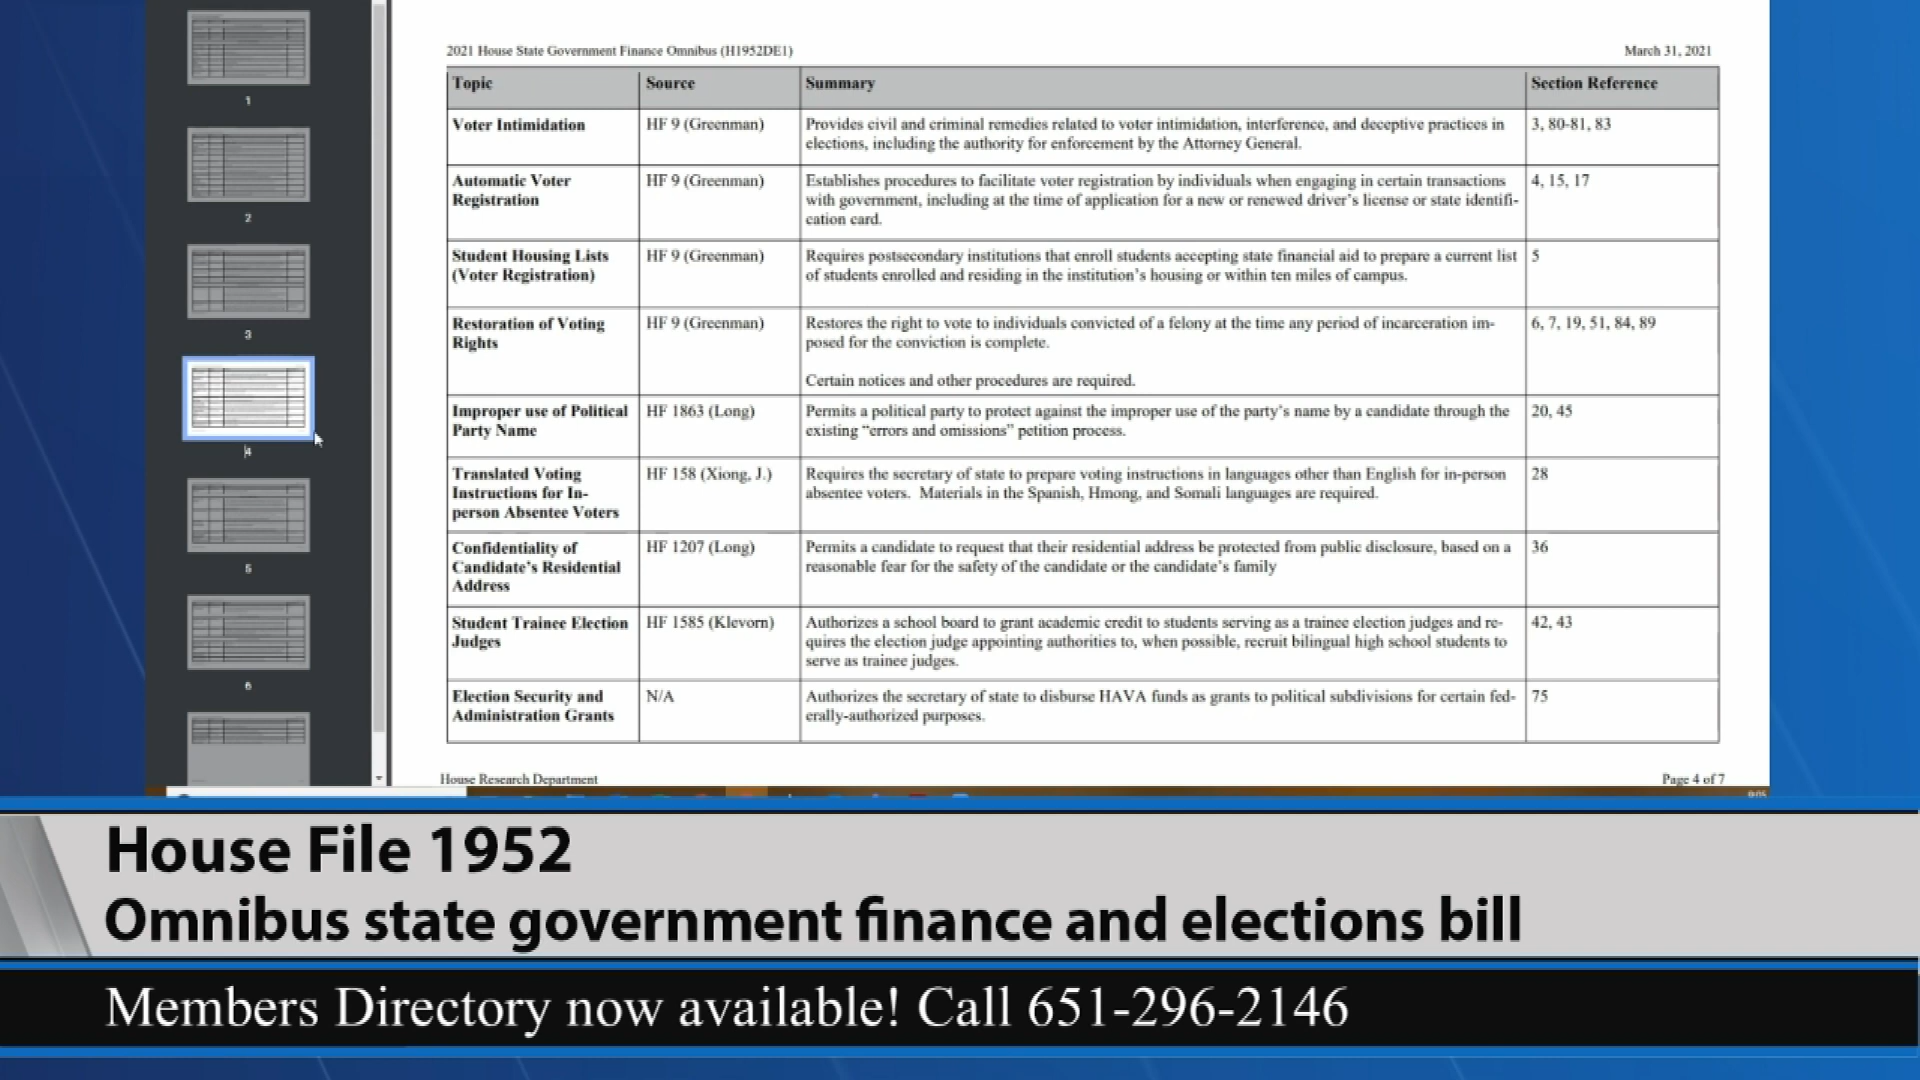 1
2
3
4
5
6
2021 House State Government Finance Omnibus (H1952DE1) March 31, 2021
Topic Source Summary Section Reference
Voter Intimidation HF 9 (Greenman) Provides civil and criminal remedies related to voter intimidation, interference, and deceptive practices in 3, 80-81, 83
elections, including the authority for enforcement by the Attorney General.
Automatic Voter HF 9 (Greenman) Establishes procedures to facilitate voter registration by individuals when engaging in certain transactions 4, 15, 17
Registration with government, including at the time of application for a new or renewed driver's license or state identifi-
cation card.
Student Housing Lists HF 9 (Greenman) Requires postsecondary institutions that enroll students accepting state financial aid to prepare a current list 5
(Voter Registration) of students enrolled and residing in the institution's housing or within ten miles of campus.
Restoration of Voting HF 9 (Greenman) Restores the right to vote to individuals convicted of a felony at the time any period of incarceration im- 6, 7, 19, 51, 84, 89
Rights posed for the conviction is complete.
Certain notices and other procedures are required.
Improper use of Political HF 1863 (Long) Permits a political party to protect against the improper use of the party's name by a candidate through the 20, 45
Party Name existing "errors and omissions" petition process.
Translated Voting HF 158 (Xiong, J.) Requires the secretary of state to prepare voting instructions in languages other than English for in-person 28
Instructions for In- absentee voters. Materials in the Spanish, Hmong, and Somali languages are required.
person Absentee Voters
Confidentiality of HF 1207 (Long) Permits a candidate to request that their residential address be protected from public disclosure, based on a 36
Candidate's Residential reasonable fear for the safety of the candidate or the candidate's family
Address
Student Trainee Election HF 1585 (Klevorn) Authorizes a school board to grant academic credit to students serving as a trainee election judges and re- 42, 43
Judges quires the election judge appointing authorities to, when possible, recruit bilingual high school students to
serve as trainee judges.
Election Security and N/A Authorizes the secretary of state to disburse HAVA funds as grants to political subdivisions for certain fed- 75
Administration Grants erally-authorized purposes.
House Research Department Page 4 of 7
House File 1952
Omnibus state government finance and elections bill
Members Directory now available! Call 651-296-2146